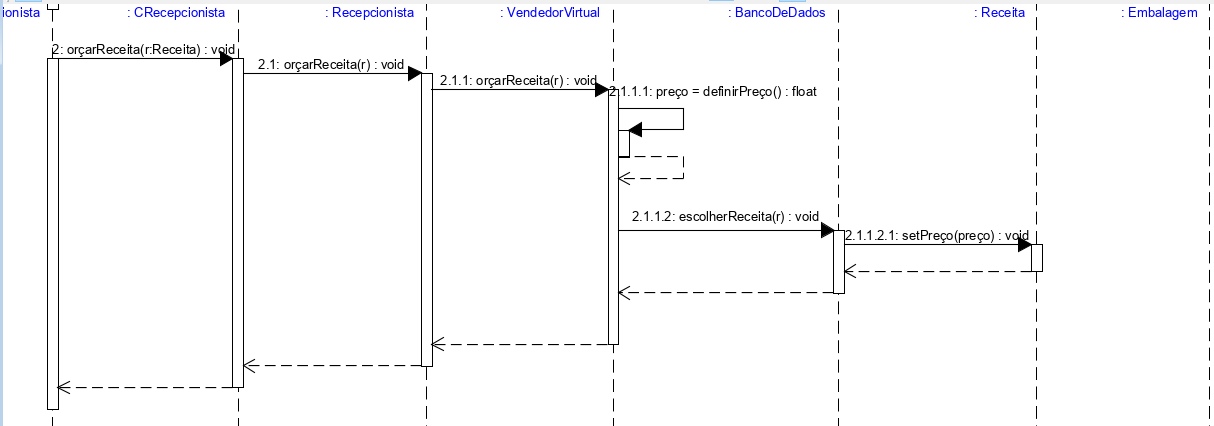 ionista
: CRecepcionista
: Recepcionista
: VendedorVirtual
: BancoDeDados
: Receita
: Embalagem
2: orçarReceita(r:Receita) : void
2.1: orçarReceita(r) : void
2.1.1: orçarReceita(r) : void
2.1.1.1: preço = definirPreço() : float
2.1.1.2: escolherReceita(r) : void
2.1.1.2.1: setPreço(preço) : void